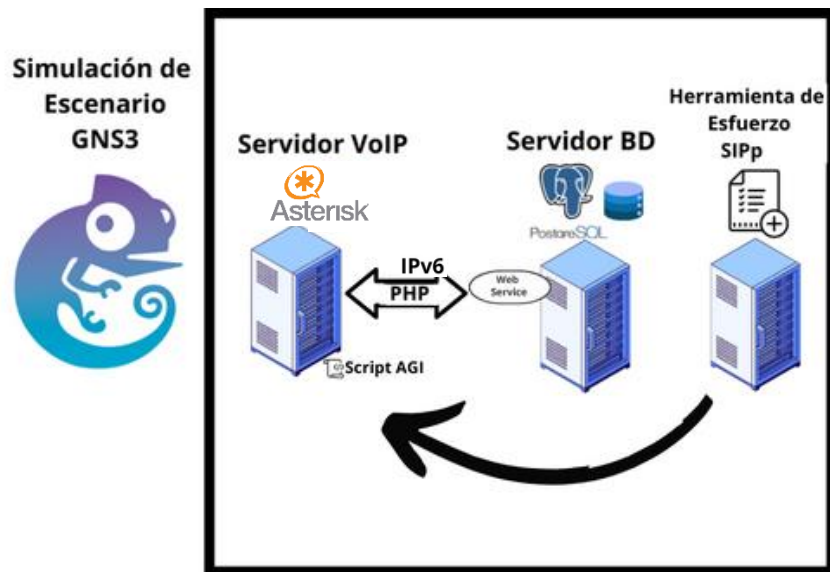 Simulación de
Escenario
GNS3
Servidor VoIP
Asterisk
Servidor BD
PostareSQL
Herramienta de
Esfuerzo
SIPp
IPv6
PHP
Web
Service
Script AGI